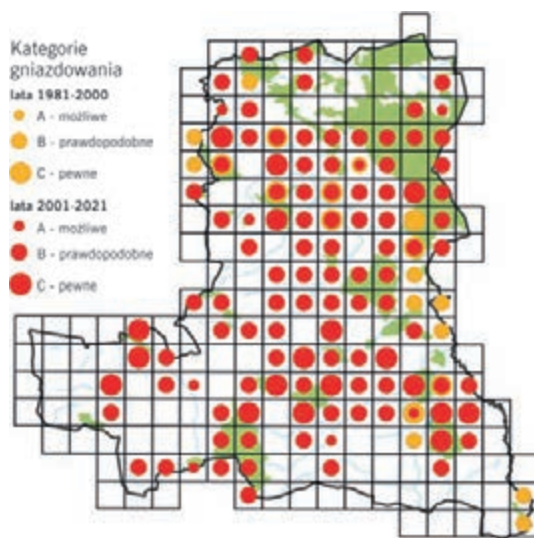 Kategorie
gniazdowania
lata 1981-2000
A - możliwe
B - prawdopodobne
C - pewne
lata 2001-2021
A - możliwe
B - prawdopodobne
C - pewne